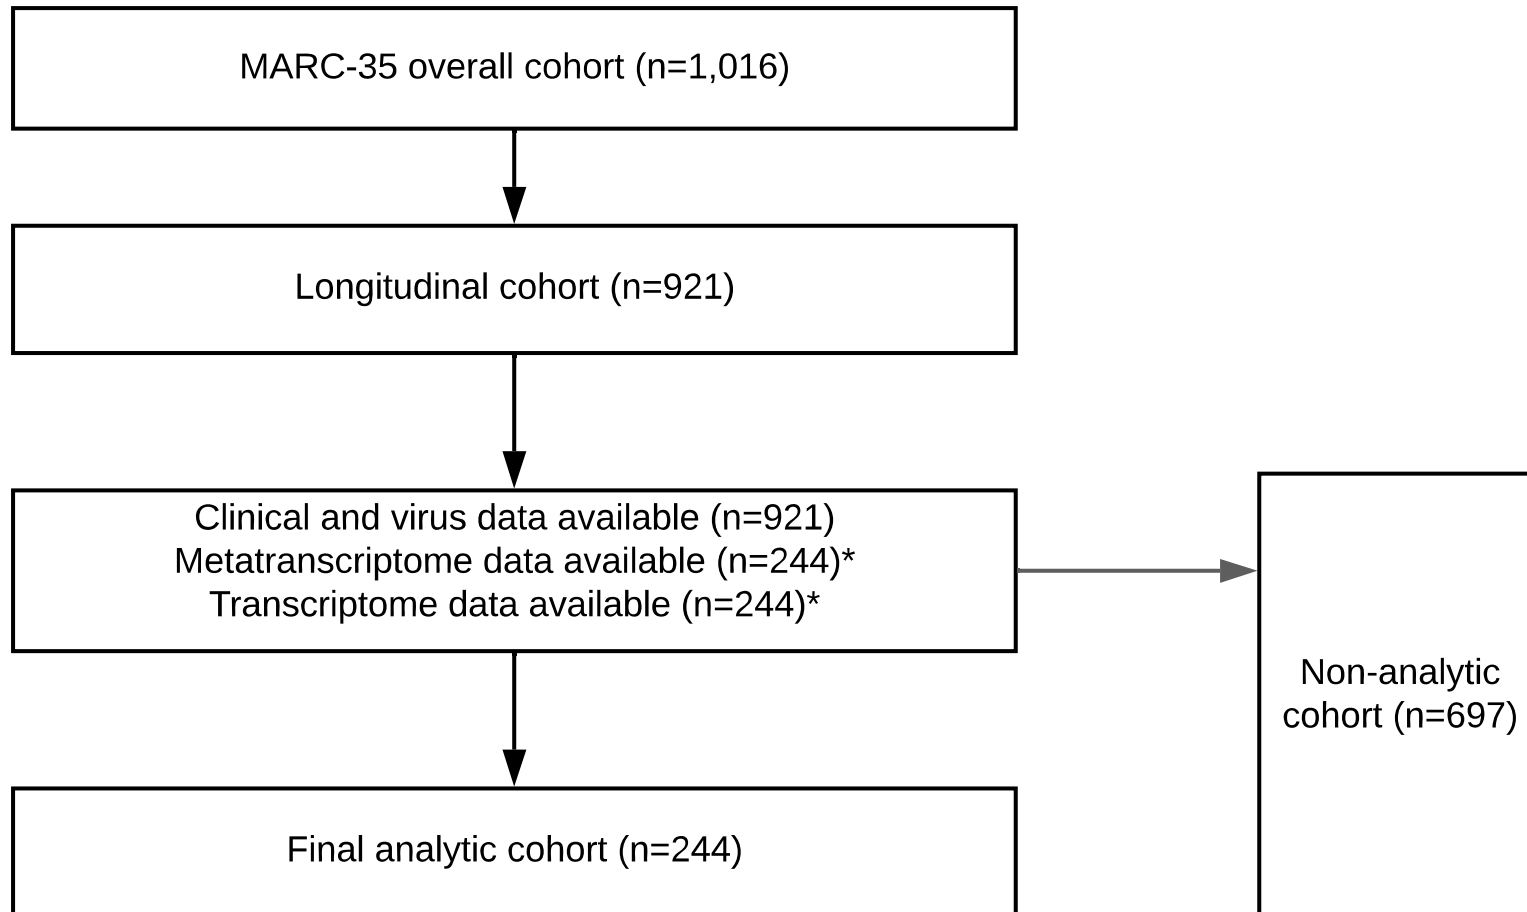 MARC-35 overall cohort (n=1,016)
Longitudinal cohort (n=921)
Clinical and virus data available (n=921)
Metatranscriptome data available (n=244)*
Transcriptome data available (n=244)*
Non-analytic
cohort (n=697)
Final analytic cohort (n=244)